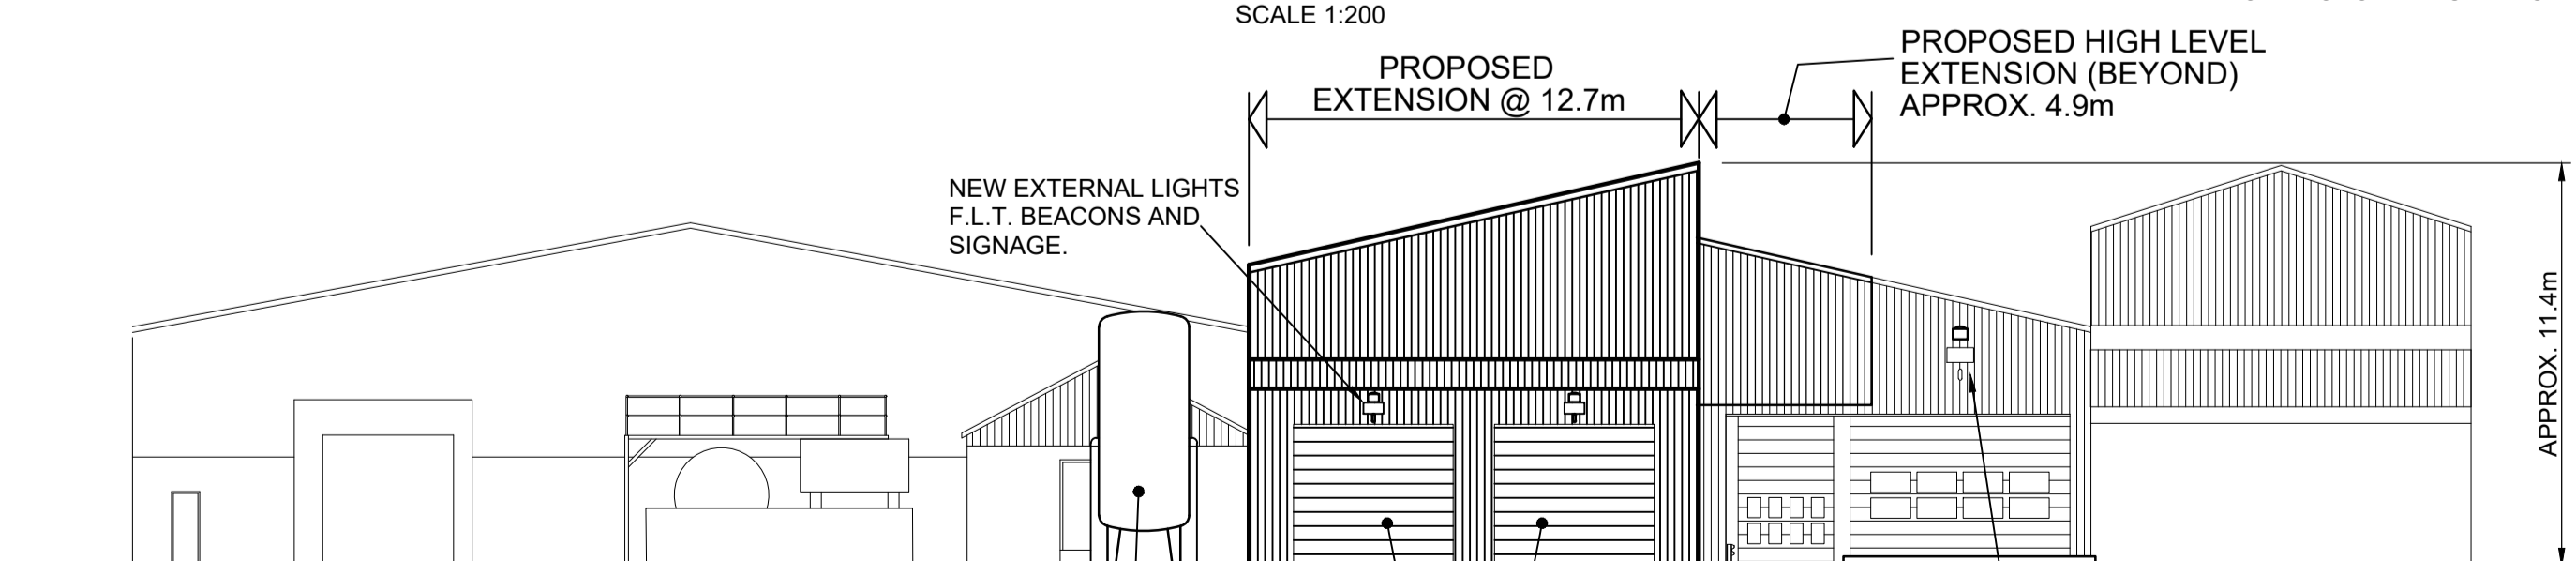 SCALE 1:200
PROPOSED
EXTENSION @ 12.7m
PROPOSED HIGH LEVEL
EXTENSION (BEYOND)
APPROX. 4.9m
NEW EXTERNAL LIGHTS
F.L.T. BEACONS AND
SIGNAGE.
APPROX. 11.4m